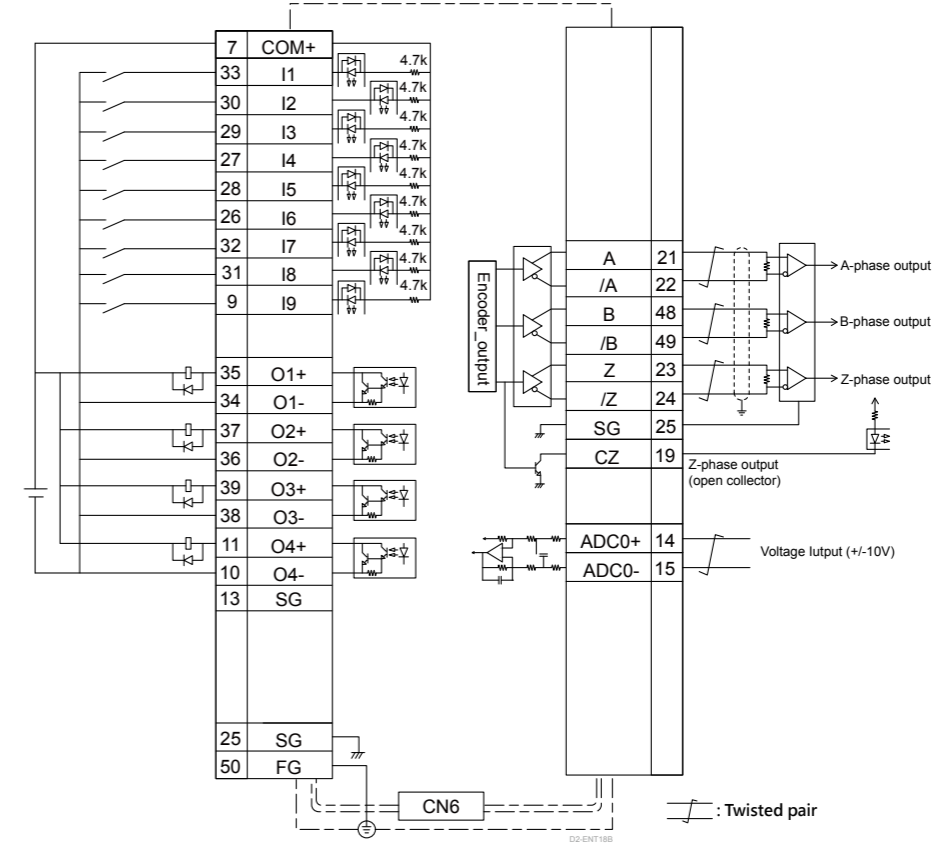 7 COM+
4.7k
33 I1
4.7k
30 I2
4.7k
29 I3
4.7k
27 I4
4.7k
28 I5
4.7k
26 I6
4.7k
32 I7
4.7k
31 I8
4.7k
9 I9
35 O1+
34 O1-
37 O2+
36 O2-
39 O3+
38 O3-
11 O4+
10 O4-
13 SG
25 SG
50 FG
CN6
Encoder_output
A 21
/A 22
A-phase output
B 48
/B 49
B-phase output
Z 23
/Z 24
Z-phase output
SG 25
CZ 19
Z-phase output
(open collector)
ADC0+ 14
ADC0- 15
Voltage Iutput (+/-10V)
: Twisted pair
D2-ENT18B